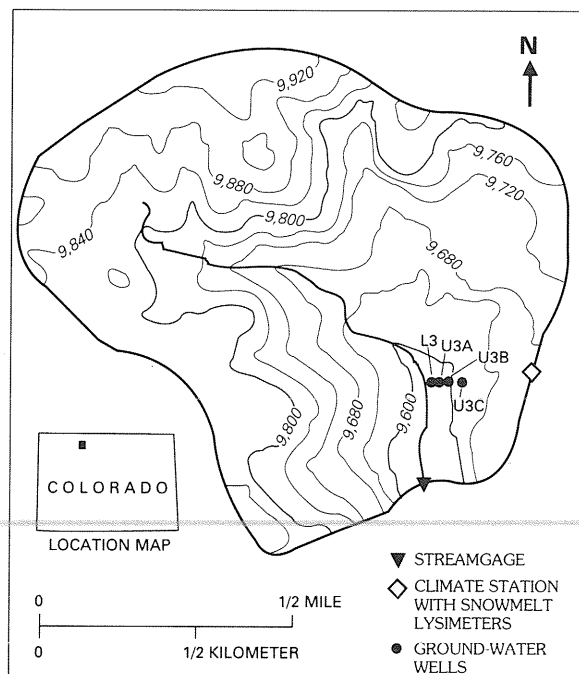 N
9,920
9,760
9,720
9,880
9,800
9,840
9,680
L3
U3A
U3B
U3C
9,800
9,680
9,600
COLORADO
LOCATION MAP
0 1/2 MILE
0 1/2 KILOMETER
STREAMGAGE
CLIMATE STATION
WITH SNOWMELT
LYSIMETERS
GROUND-WATER
WELLS